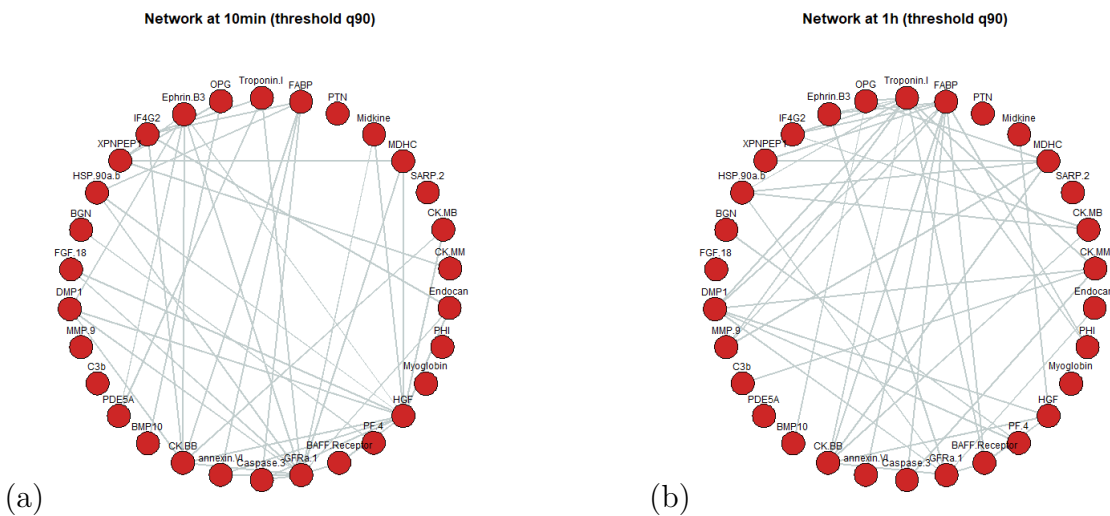 Network at 10min (threshold q90)
OPG
Troponin.I
FABP
Ephrin.B3
PTN
IF4G2
Midkine
XPNPEP1
MDHC
HSP.90a.b
SARP.2
BGN
CK.MB
FGF.18
CK.MM
DMP1
Endocan
MMP.9
PHI
C3b
Myoglobin
PDE5A
HGF
BMP10
PF.4
CK.BB
BAFF.Receptor
annexin.VI
Caspase.3
GFRa.1
(a)
Network at 1h (threshold q90)
OPG
Troponin.I
FABP
Ephrin.B3
PTN
IF4G2
Midkine
XPNPEP1
MDHC
HSP.90a.b
SARP.2
BGN
CK.MB
FGF.18
CK.MM
DMP1
Endocan
MMP.9
PHI
C3b
Myoglobin
PDE5A
HGF
BMP10
PF.4
CK.BB
BAFF.Receptor
annexin.VI
Caspase.3
GFRa.1
(b)